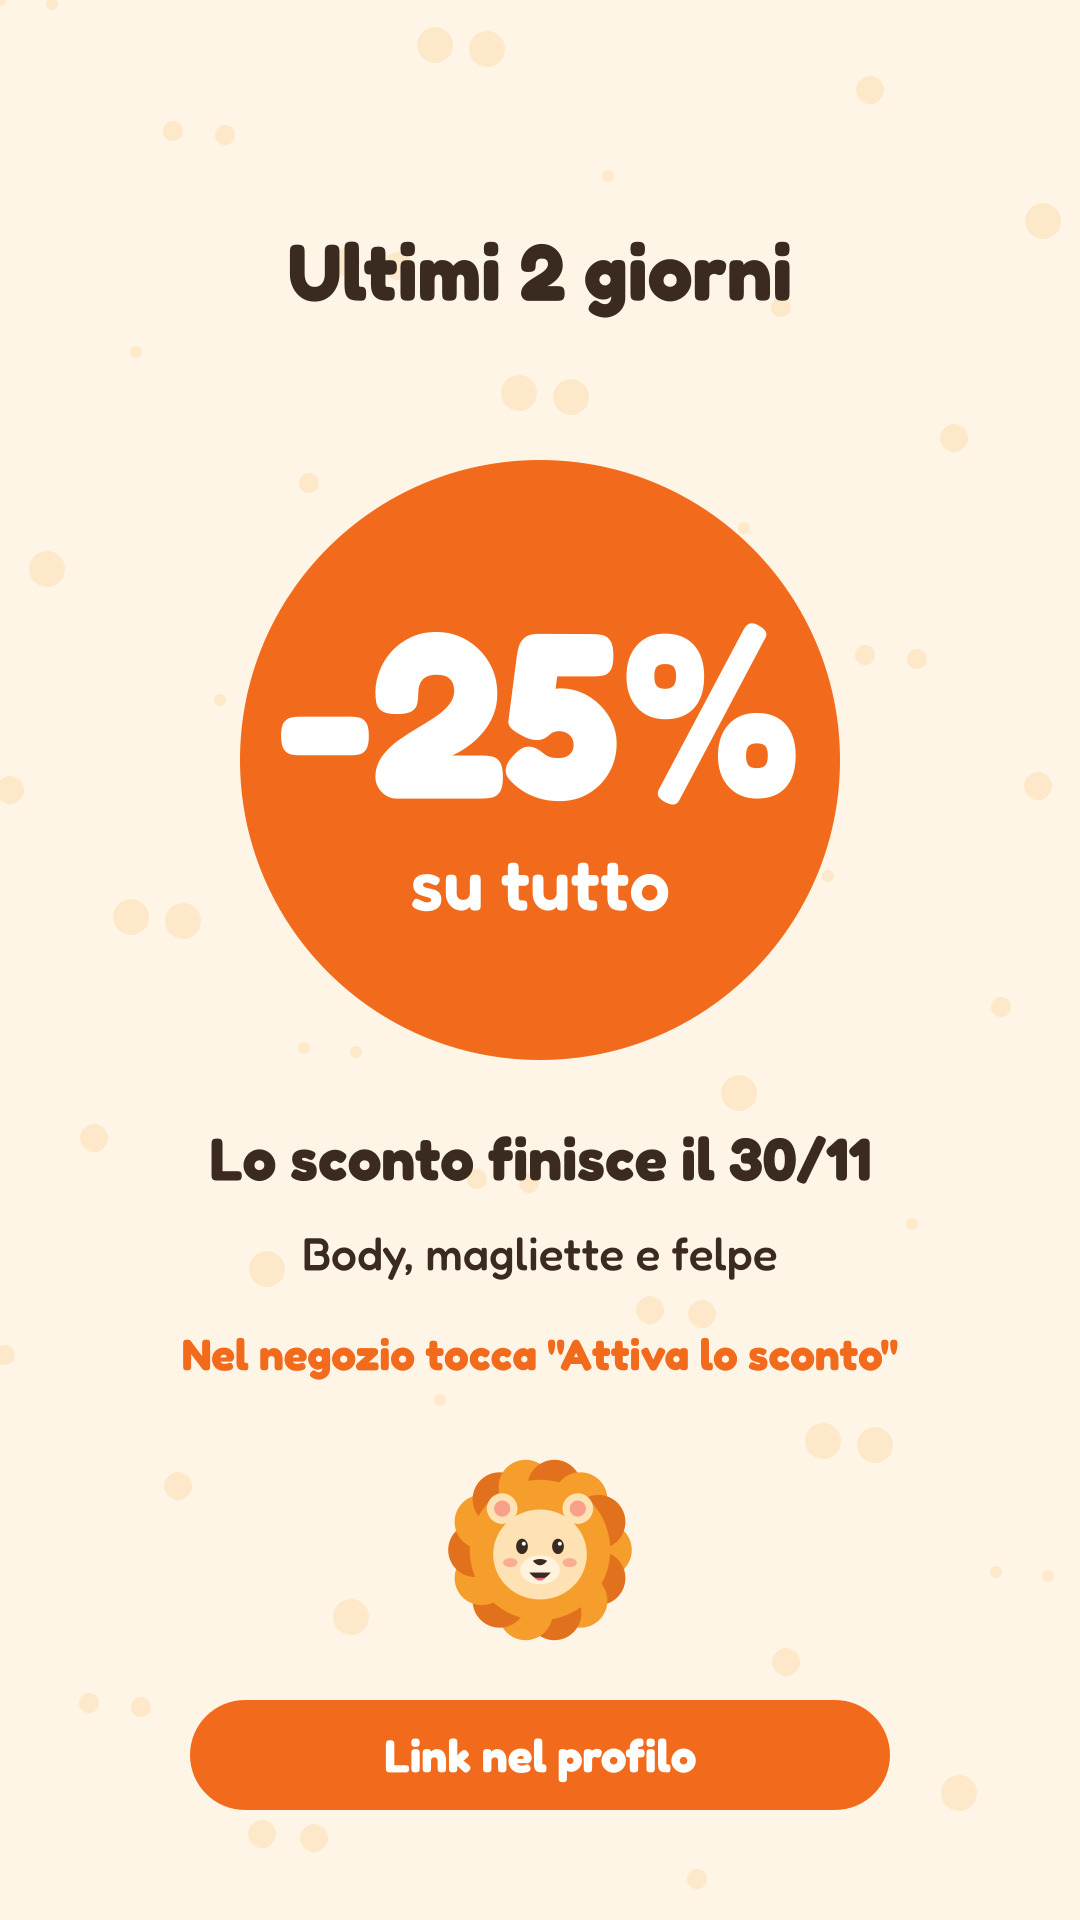 Ultimi 2 giorni
-25%
su tutto
Lo sconto finisce il 30/11
Body, magliette e felpe
Nel negozio tocca "Attiva lo sconto"
Link nel profilo